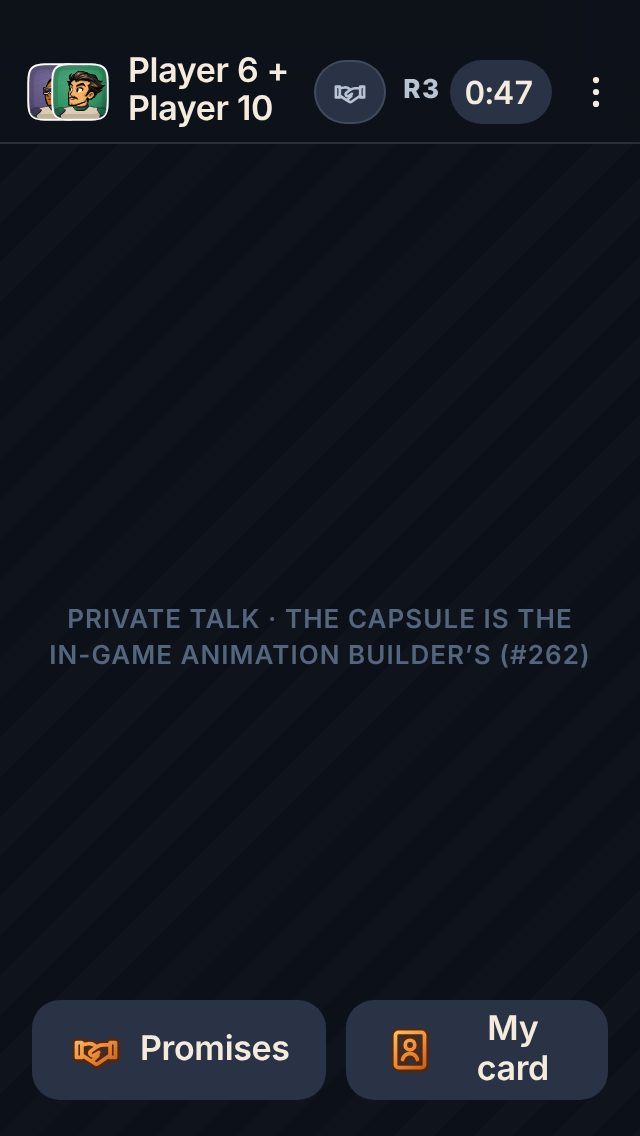 Player 6 +
Player 10
R3
0:47
PRIVATE TALK · THE CAPSULE IS THE
IN-GAME ANIMATION BUILDER’S (#262)
Promises
My
card